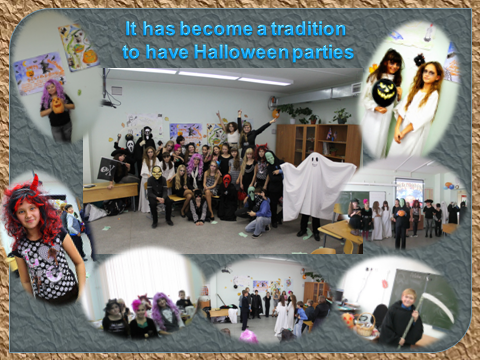 It has become a tradition
to have Halloween parties